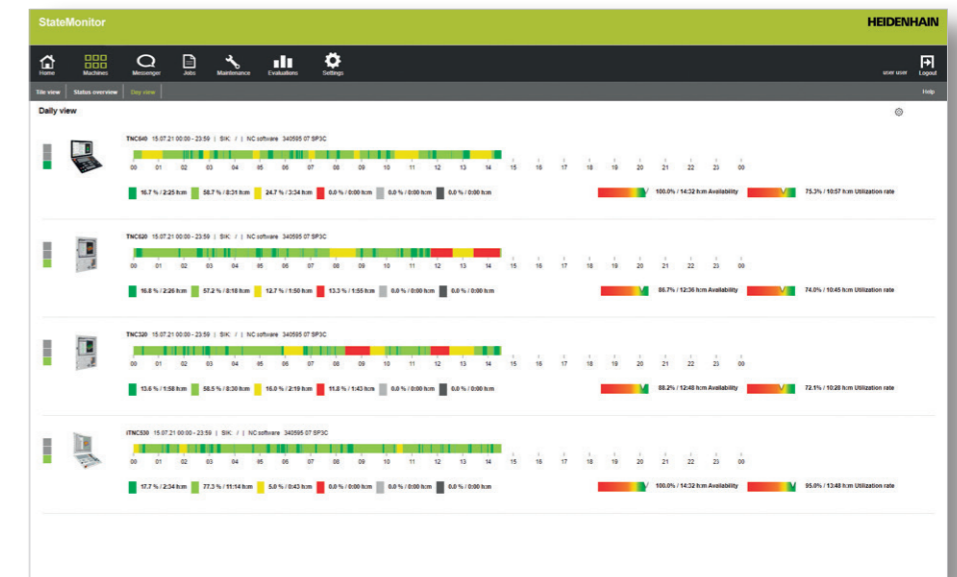 StateMonitor HEIDENHAIN
Home Machines Messenger Jobs Maintenance Evaluations Settings user user Logout
Tile view Status overview Day view Help
Daily view
TNC640 15.07.21 00:00 - 23:59 | SIK: / | NC software 340595 07 SP3C
00 01 02 03 04 05 06 07 08 09 10 11 12 13 14 15 16 17 18 19 20 21 22 23 00
16.7 % / 2:25 h:m 58.7 % / 8:31 h:m 24.7 % / 3:34 h:m 0.0 % / 0:00 h:m 0.0 % / 0:00 h:m 0.0 % / 0:00 h:m 100.0% / 14:32 h:m Availability 75.3% / 10:57 h:m Utilization rate
TNC620 15.07.21 00:00 - 23:59 | SIK: / | NC software 340595 07 SP3C
00 01 02 03 04 05 06 07 08 09 10 11 12 13 14 15 16 17 18 19 20 21 22 23 00
16.8 % / 2:26 h:m 57.2 % / 8:18 h:m 12.7 % / 1:50 h:m 13.3 % / 1:55 h:m 0.0 % / 0:00 h:m 0.0 % / 0:00 h:m 86.7% / 12:36 h:m Availability 74.0% / 10:45 h:m Utilization rate
TNC320 15.07.21 00:00 - 23:59 | SIK: / | NC software 340595 07 SP3C
00 01 02 03 04 05 06 07 08 09 10 11 12 13 14 15 16 17 18 19 20 21 22 23 00
13.6 % / 1:58 h:m 58.5 % / 8:30 h:m 16.0 % / 2:19 h:m 11.8 % / 1:43 h:m 0.0 % / 0:00 h:m 0.0 % / 0:00 h:m 88.2% / 12:48 h:m Availability 72.1% / 10:28 h:m Utilization rate
iTNC530 15.07.21 00:00 - 23:59 | SIK: / | NC software 340595 07 SP3C
00 01 02 03 04 05 06 07 08 09 10 11 12 13 14 15 16 17 18 19 20 21 22 23 00
17.7 % / 2:34 h:m 77.3 % / 11:14 h:m 5.0 % / 0:43 h:m 0.0 % / 0:00 h:m 0.0 % / 0:00 h:m 0.0 % / 0:00 h:m 100.0% / 14:32 h:m Availability 95.0% / 13:48 h:m Utilization rate